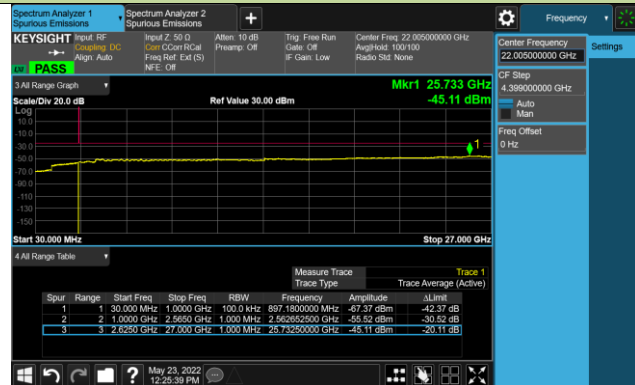 Spectrum Analyzer 1
Spurious Emissions
Spectrum Analyzer 2
Spurious Emissions
+
Frequency
KEYSIGHT
Input: RF
Coupling: DC
Align: Auto
Input Z: 50 Ω
Corr CCorr RCal
Freq Ref: Ext (S)
NFE: Off
Atten: 10 dB
Preamp: Off
Trig: Free Run
Gate: Off
IF Gain: Low
Center Freq: 22.005000000 GHz
Avg|Hold: 100/100
Radio Std: None
PASS
Center Frequency
22.005000000 GHz
Settings
CF Step
4.399000000 GHz
Auto
Man
Freq Offset
0 Hz
3 All Range Graph
Mkr1 25.733 GHz
Scale/Div 20.0 dB
Ref Value 30.00 dBm
-45.11 dBm
Log
10.0
-10.0
-30.0
-50.0
-70.0
-90.0
-110
-130
-150
1
Start 30.000 MHz
Stop 27.000 GHz
4 All Range Table
Measure Trace Trace 1
Trace Type Trace Average (Active)
Spur Range Start Freq Stop Freq RBW Frequency Amplitude ΔLimit
1 1 30.000 MHz 1.0000 GHz 100.0 kHz 897.1800000 MHz -67.37 dBm -42.37 dB
2 2 1.0000 GHz 2.5650 GHz 1.000 MHz 2.562652500 GHz -55.52 dBm -30.52 dB
3 3 2.6250 GHz 27.000 GHz 1.000 MHz 25.73250000 GHz -45.11 dBm -20.11 dB
?
May 23, 2022
12:25:39 PM